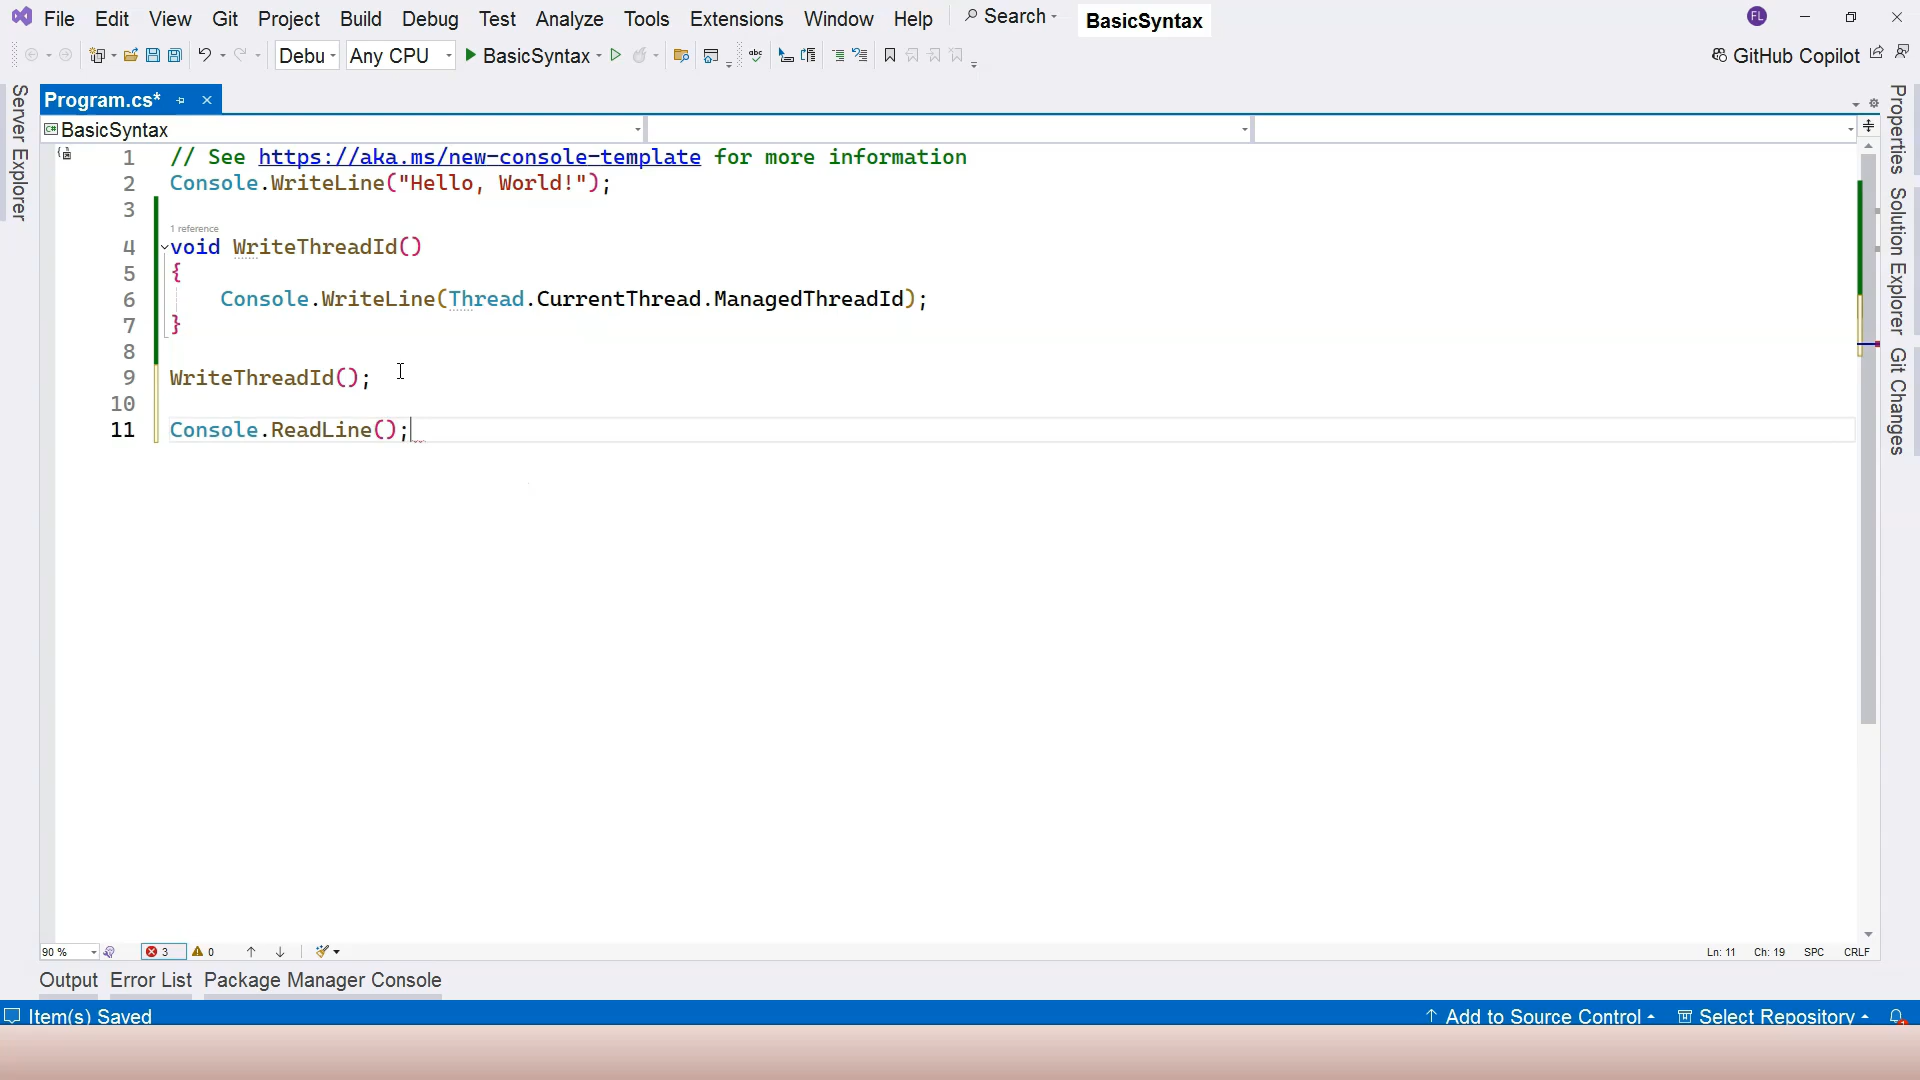 File Edit View Git Project Build Debug Test Analyze Tools Extensions Window Help Search BasicSyntax FL
Debu Any CPU BasicSyntax abc GitHub Copilot
Program.cs*
BasicSyntax
1 // See https://aka.ms/new-console-template for more information
2 Console.WriteLine("Hello, World!");
3
1 reference
4 void WriteThreadId()
5 {
6 Console.WriteLine(Thread.CurrentThread.ManagedThreadId);
7 }
8
9 WriteThreadId();
10
11 Console.ReadLine();
Server Explorer
Properties
Solution Explorer
Git Changes
90 % 3 0 Ln: 11 Ch: 19 SPC CRLF
Output Error List Package Manager Console
Item(s) Saved Add to Source Control Select Repository